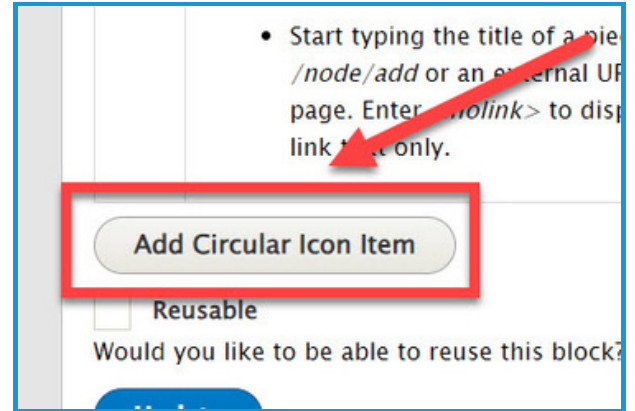 Start typing the title of a
/node/add or an external
page. Enter <nolink> to
link text only.
Add Circular Icon Item
Reusable
Would you like to be able to reuse this block?